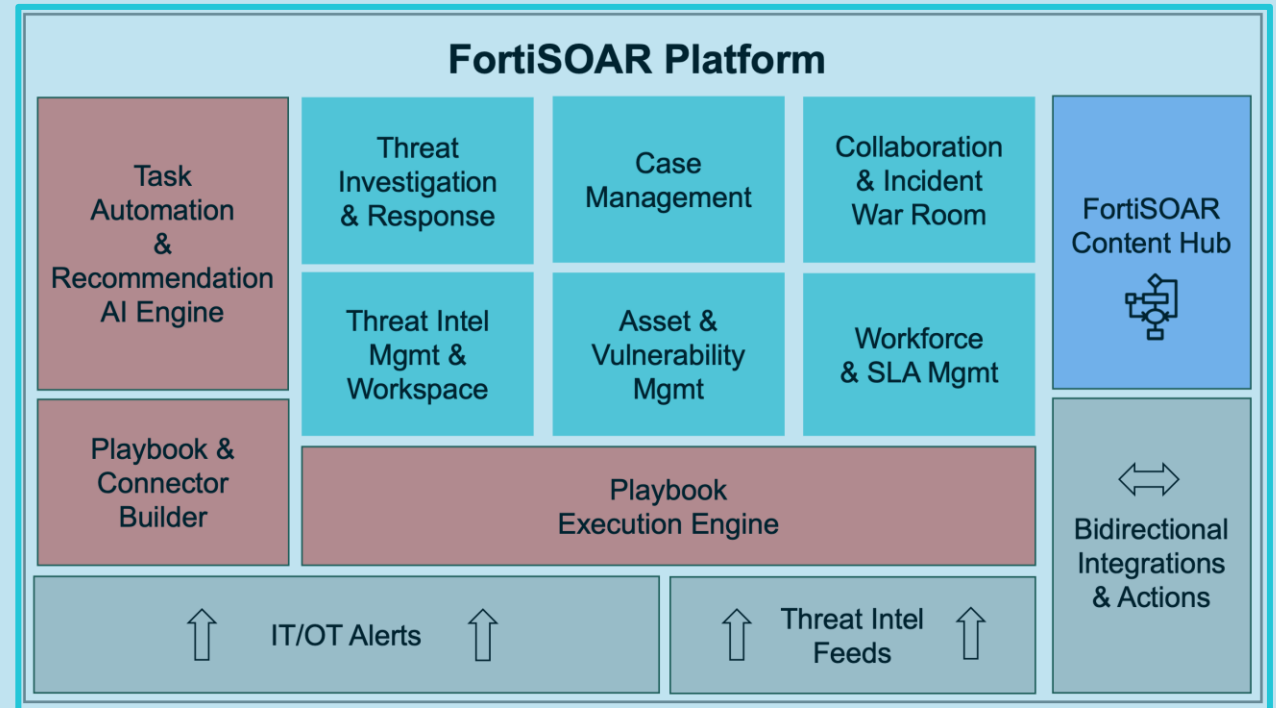 FortiSOAR Platform
Task
Automation
&
Recommendation
AI Engine
Threat
Investigation
& Response
Case
Management
Collaboration
& Incident
War Room
FortiSOAR
Content Hub
Threat Intel
Mgmt &
Workspace
Asset &
Vulnerability
Mgmt
Workforce
& SLA Mgmt
Playbook &
Connector
Builder
Playbook
Execution Engine
Bidirectional
Integrations
& Actions
IT/OT Alerts
Threat Intel
Feeds